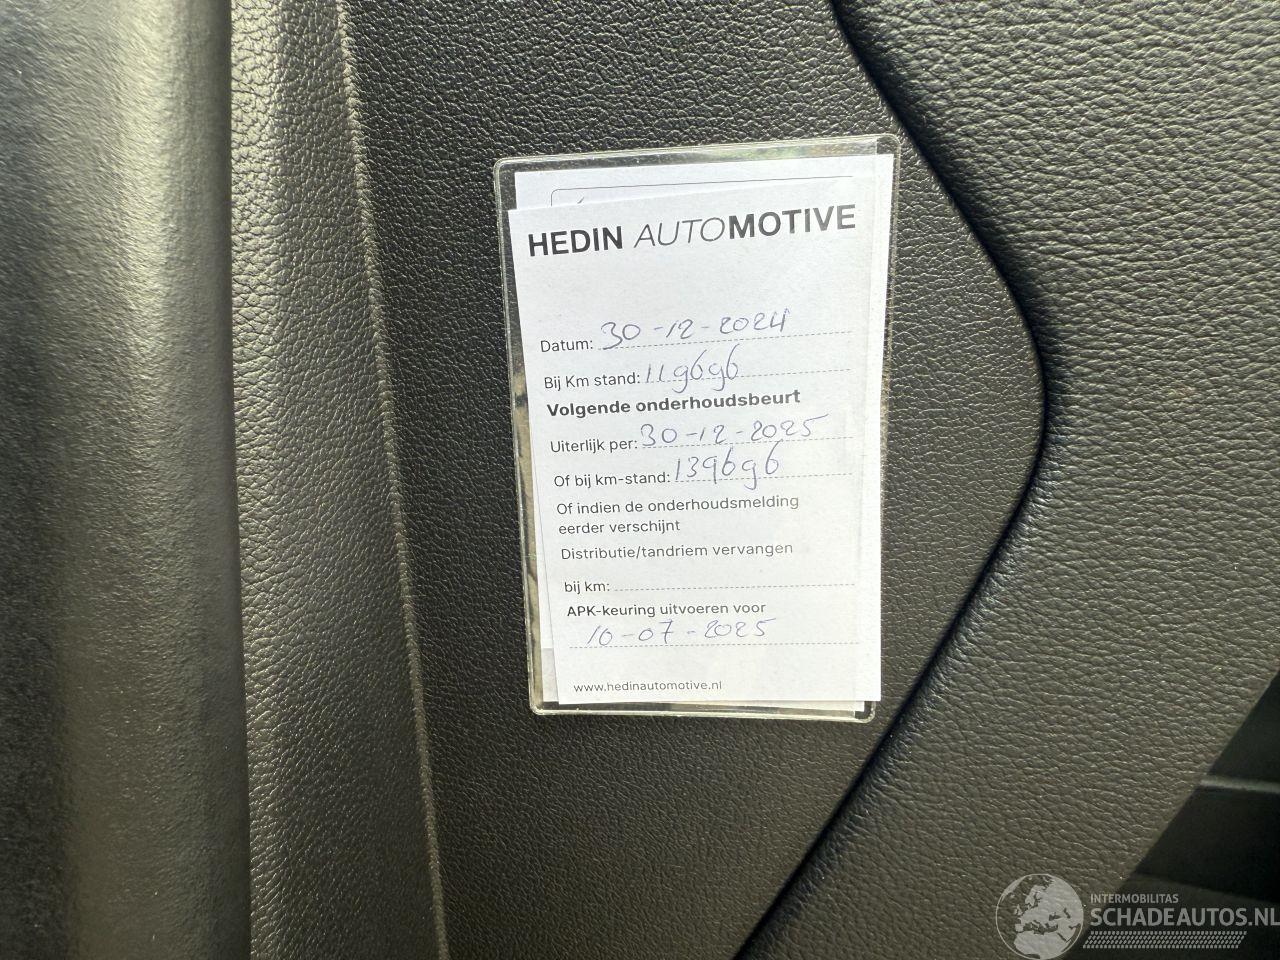 HEDIN AUTOMOTIVE
Datum: 30-12-2024
Bij Km stand: 119696
Volgende onderhoudsbeurt
Uiterlijk per: 30-12-2025
Of bij km-stand: 139696
Of indien de onderhoudsmelding
eerder verschijnt
Distributie/tandriem vervangen
bij km:
APK-keuring uitvoeren voor
10-07-2025
www.hedinautomotive.nl
INTERMOBILITAS
SCHADEAUTOS.NL